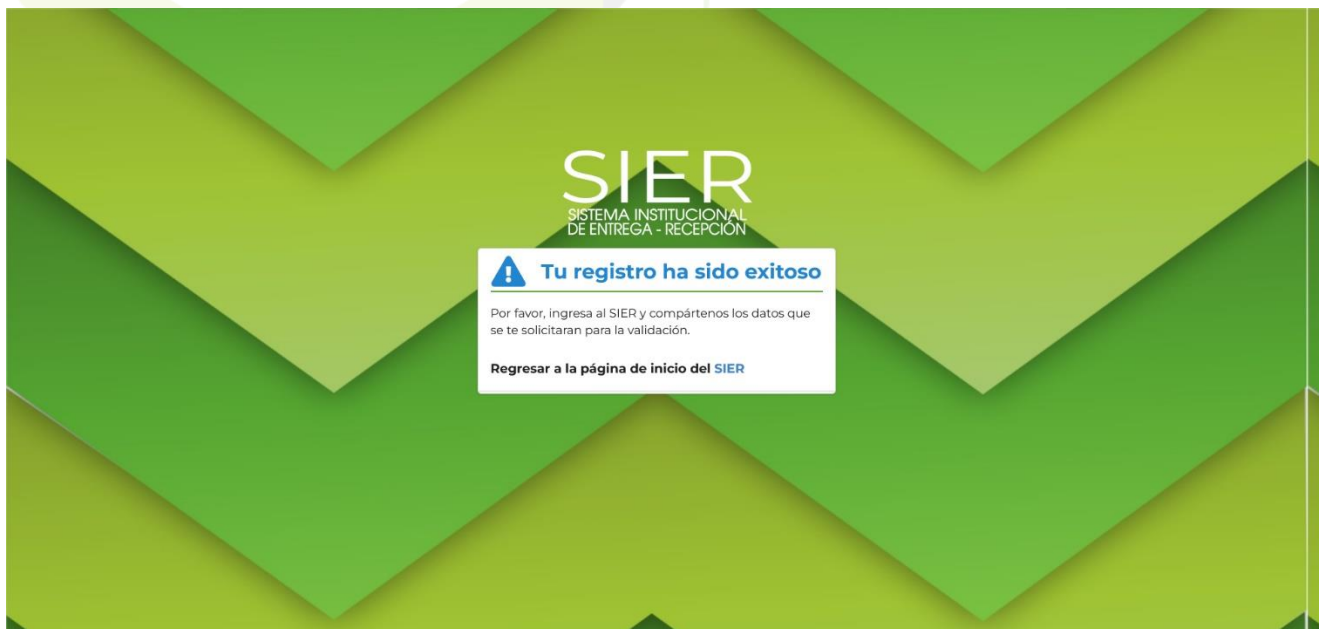 SIER
SISTEMA INSTITUCIONAL
DE ENTREGA - RECEPCIÓN
Tu registro ha sido exitoso
Por favor, ingresa al SIER y compártenos los datos que
se te solicitaran para la validación.
Regresar a la página de inicio del SIER